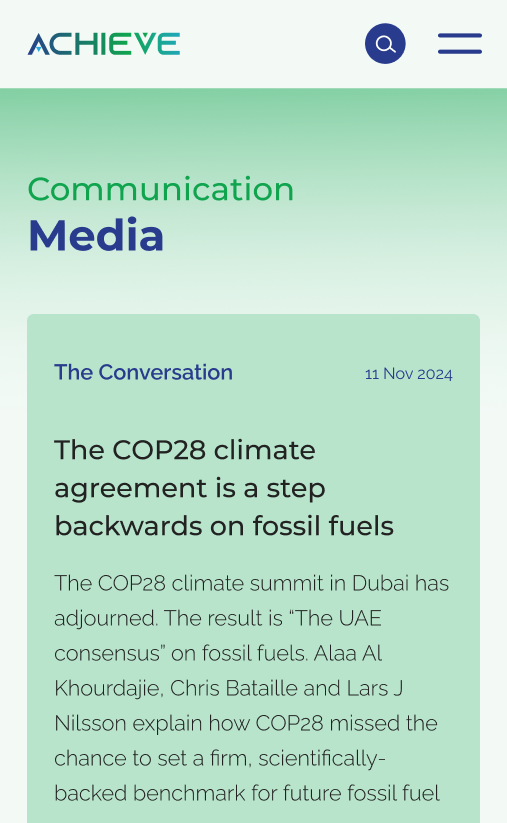 ACHIEVE
Communication
Media
The Conversation
11 Nov 2024
The COP28 climate
agreement is a step
backwards on fossil fuels
The COP28 climate summit in Dubai has
adjourned. The result is “The UAE
consensus” on fossil fuels. Alaa Al
Khourdajie, Chris Bataille and Lars J
Nilsson explain how COP28 missed the
chance to set a firm, scientifically-
backed benchmark for future fossil fuel